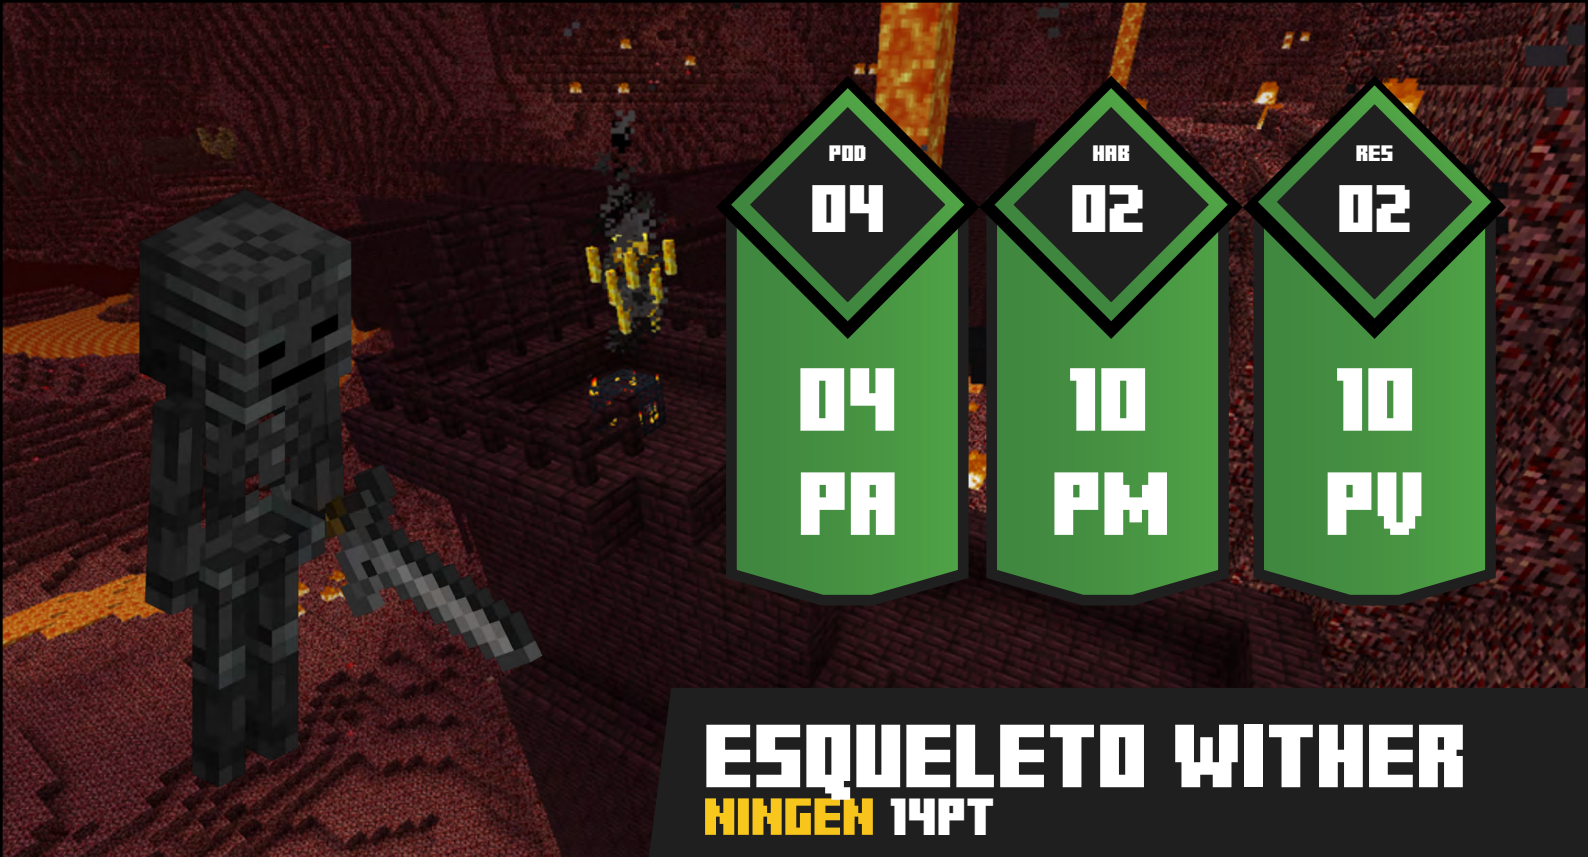 POD
04
04
PA
HAB
02
10
PM
RES
02
10
PV
ESQUELETO WITHER
NINGEN 14PT